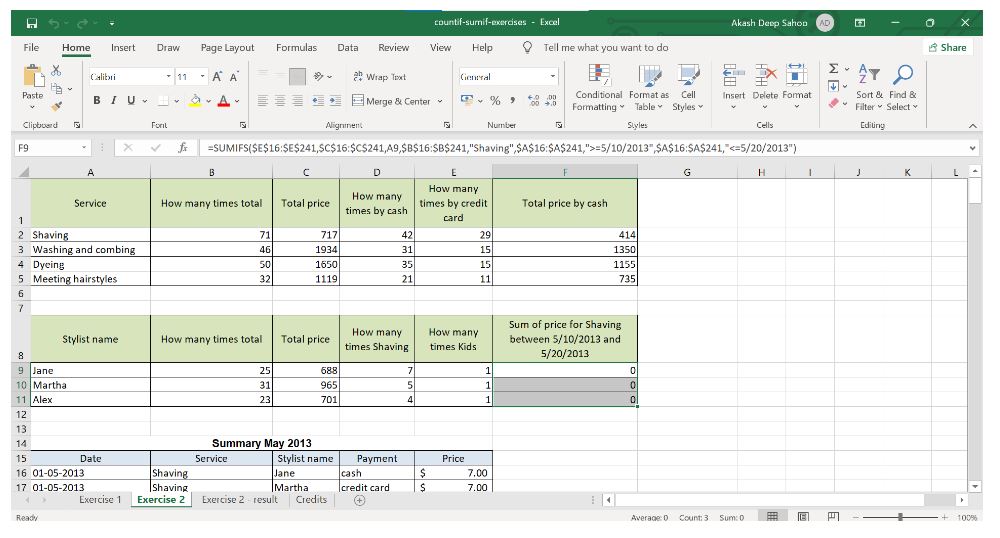 countif-sumif-exercises - Excel
Akash Deep Sahoo AD
File Home Insert Draw Page Layout Formulas Data Review View Help Tell me what you want to do Share
Paste Calibri 11 A A Wrap Text General Conditional Format as Cell Insert Delete Format Sort & Find &
B I U A Merge & Center % Formatting Table Styles Filter Select
Clipboard Font Alignment Number Styles Cells Editing
F9 fx =SUMIFS($E$16:$E$241,$C$16:$C$241,A9,$B$16:$B$241,"Shaving",$A$16:$A$241,">=5/10/2013",$A$16:$A$241,"<=5/20/2013")
A B C D E F G H I J K L
1 Service How many times total Total price How many times by cash How many times by credit card Total price by cash
2 Shaving 71 717 42 29 414
3 Washing and combing 46 1934 31 15 1350
4 Dyeing 50 1650 35 15 1155
5 Meeting hairstyles 32 1119 21 11 735
6
7
8 Stylist name How many times total Total price How many times Shaving How many times Kids Sum of price for Shaving between 5/10/2013 and 5/20/2013
9 Jane 25 688 7 1 0
10 Martha 31 965 5 1 0
11 Alex 23 701 4 1 0
12
13
14 Summary May 2013
15 Date Service Stylist name Payment Price
16 01-05-2013 Shaving Jane cash $ 7.00
17 01-05-2013 Shaving Martha credit card $ 7.00
Exercise 1 Exercise 2 Exercise 2 - result Credits
Ready Average: 0 Count: 3 Sum: 0 100%